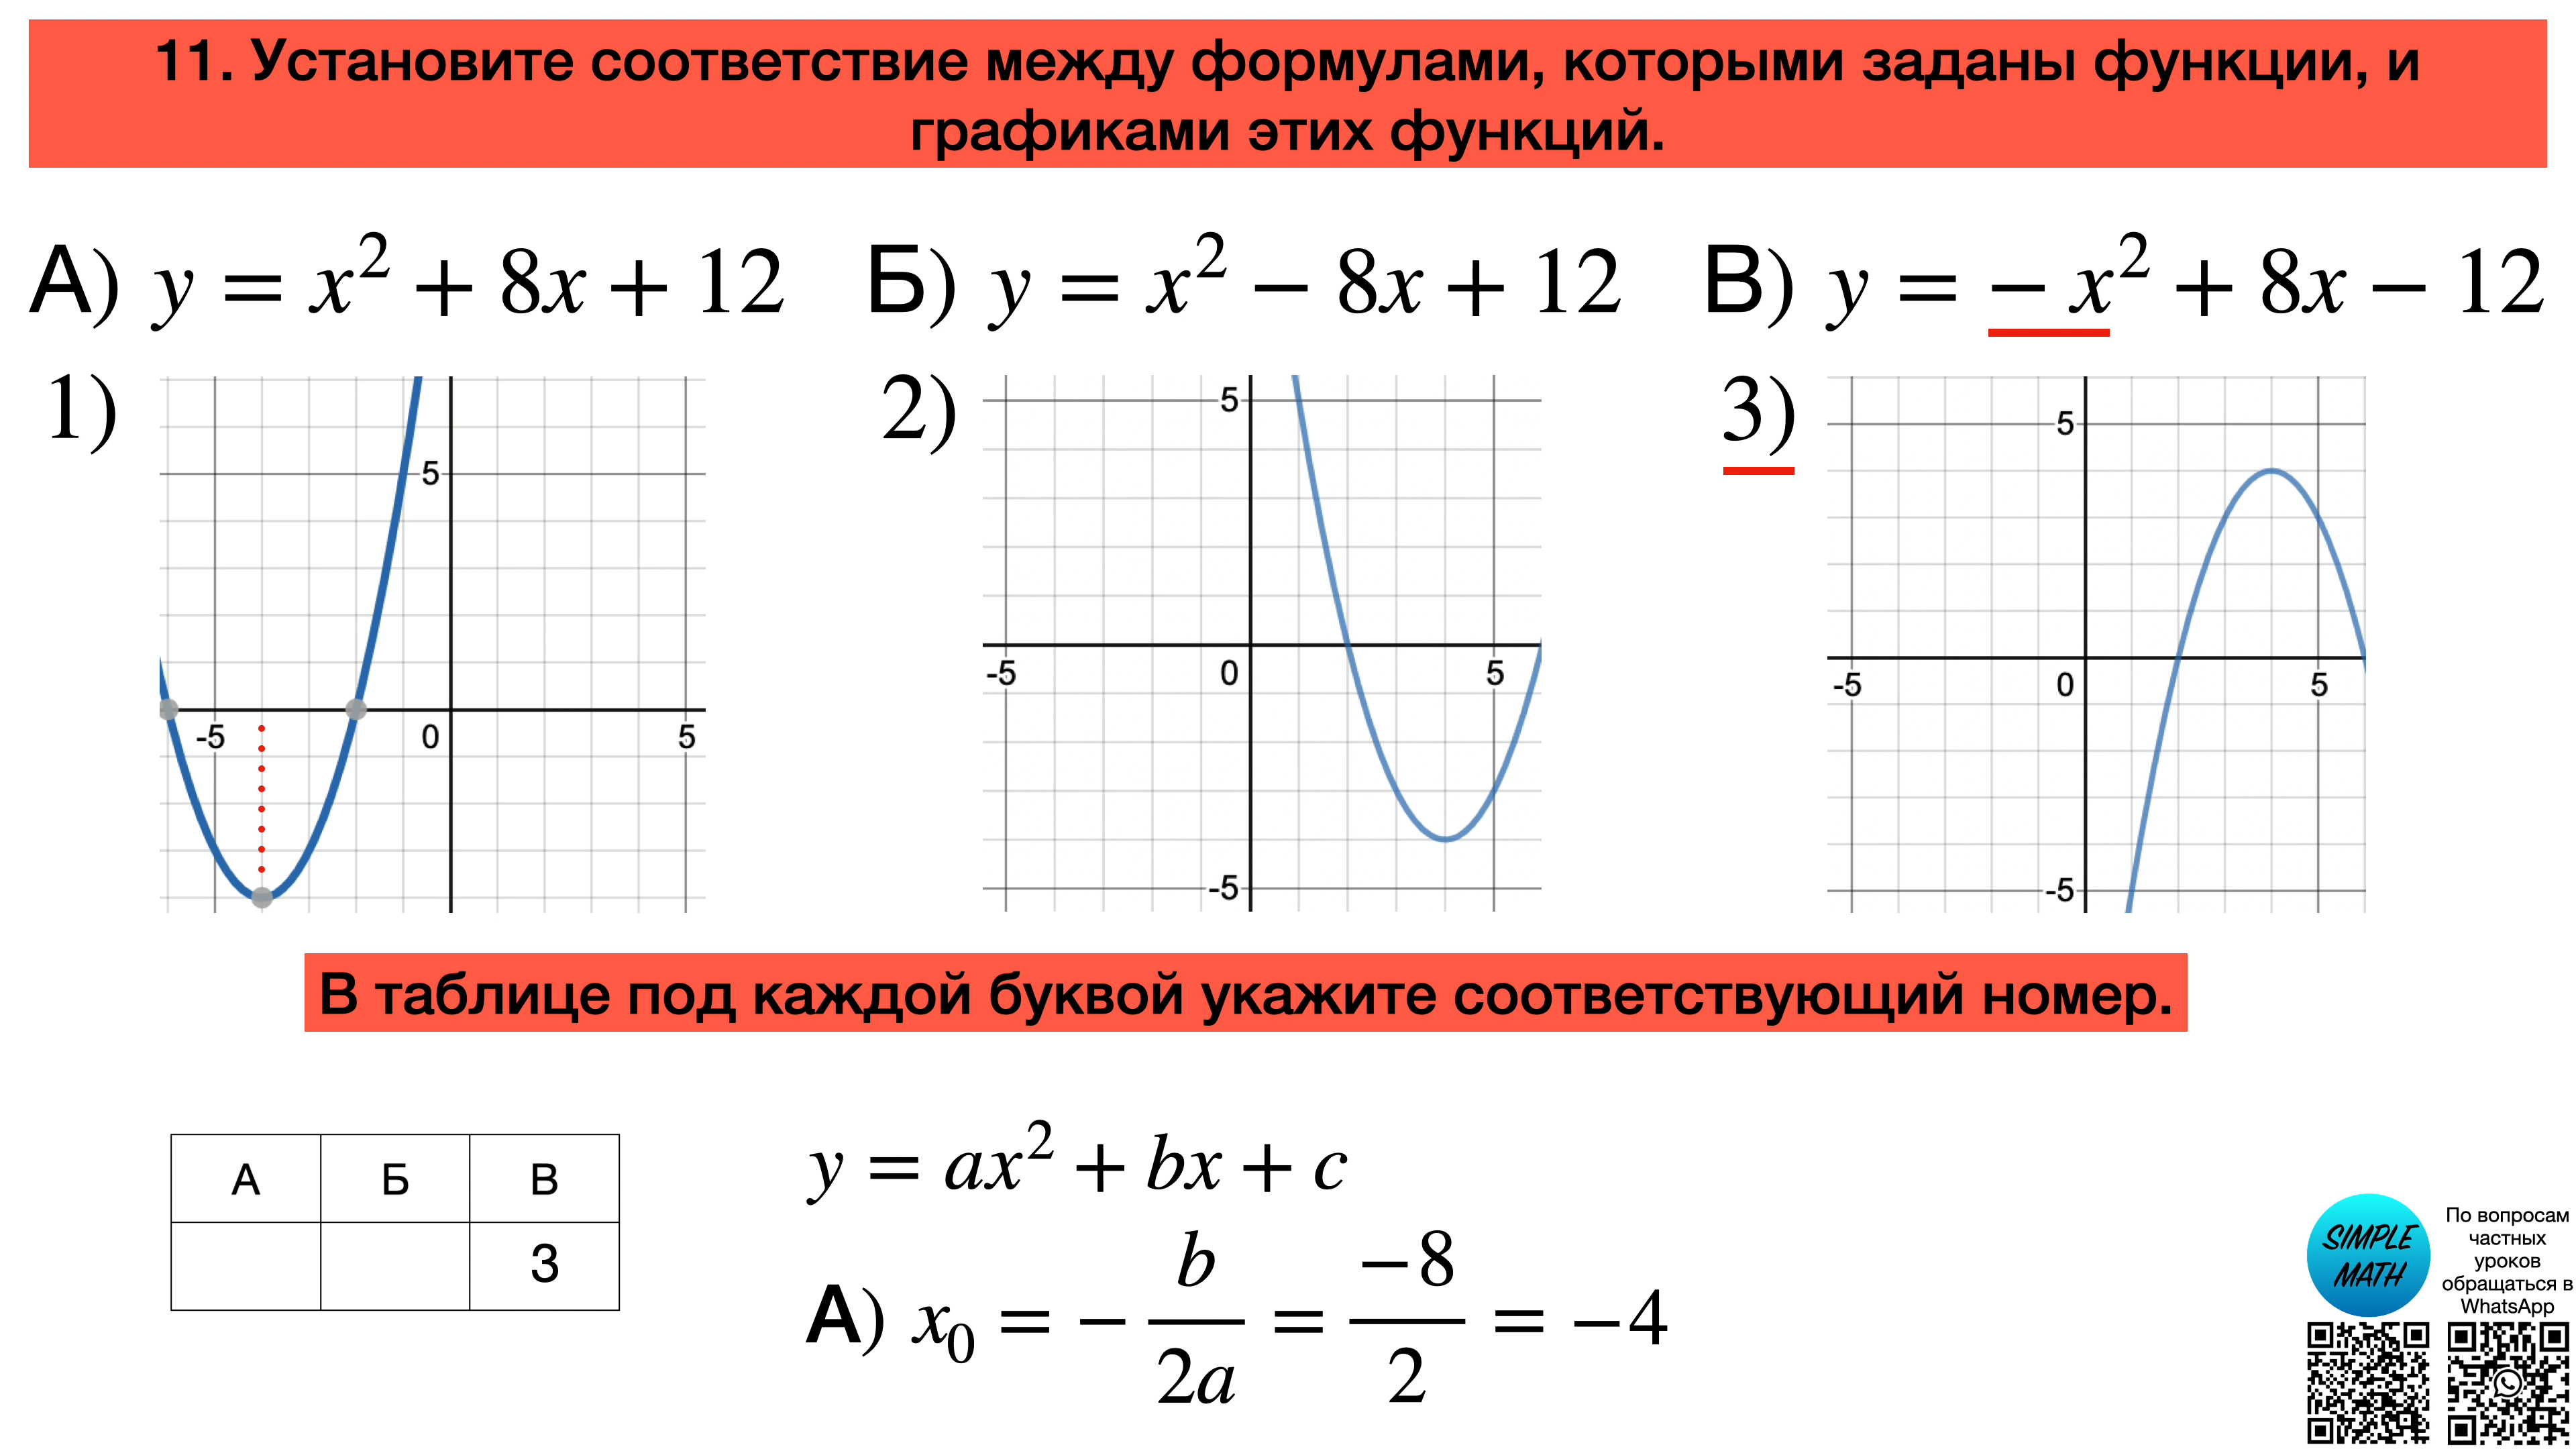 11. Установите соответствие между формулами, которыми заданы функции, и
графиками этих функций.
А) y = x² + 8x + 12 Б) y = x² − 8x + 12 В) y = − x² + 8x − 12
1) 2) 3)
5
-5 0 5
5
-5 0 5
-5
5
-5 0 5
-5
В таблице под каждой буквой укажите соответствующий номер.
А Б В
3
y = ax² + bx + c
А) x₀ = − b/2a = −8/2 = −4
SIMPLE
MATH
По вопросам
частных
уроков
обращаться в
WhatsApp